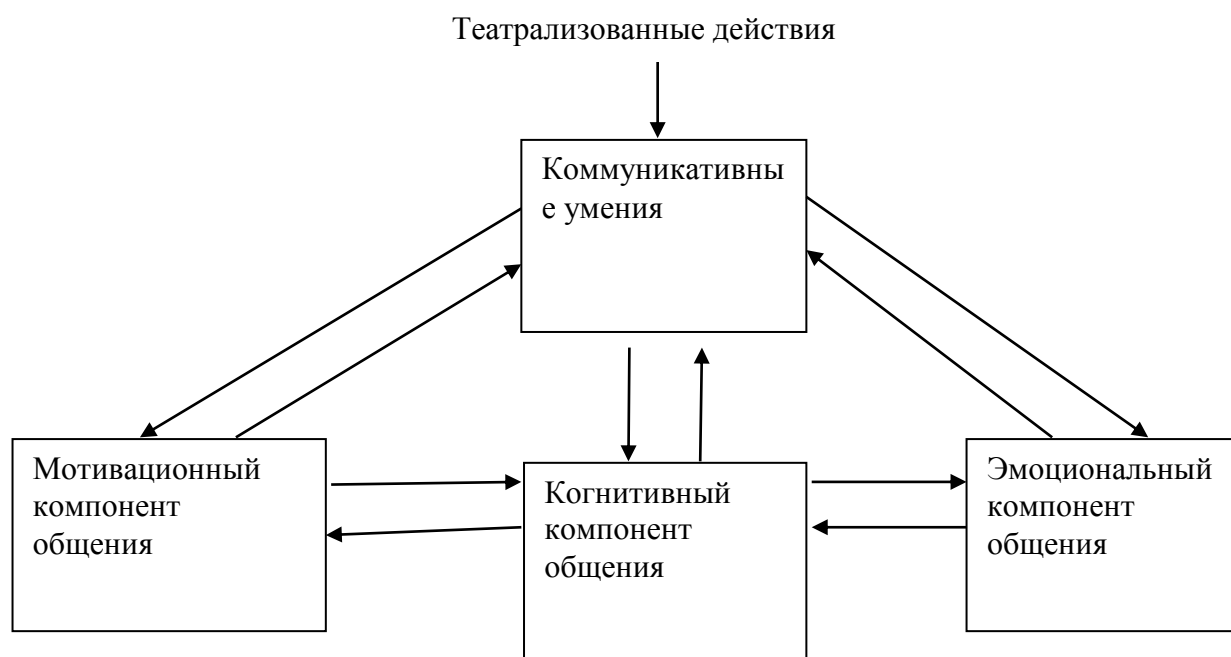 Театрализованные действия
Коммуникативны
е умения
Мотивационный
компонент
общения
Когнитивный
компонент
общения
Эмоциональный
компонент
общения